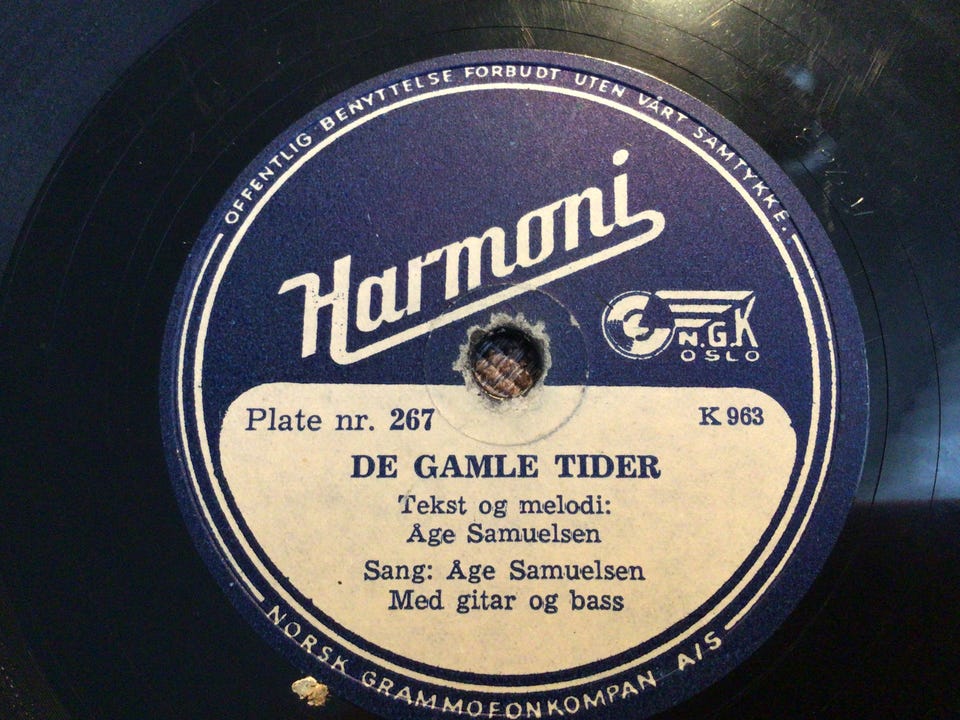 OFFENTLIG BENYTTELSE FORBUDT UTEN VÅRT SAMTYKKE.
Harmoni
N.G.K
OSLO
Plate nr. 267
K 963
DE GAMLE TIDER
Tekst og melodi:
Åge Samuelsen
Sang: Åge Samuelsen
Med gitar og bass
NORSK GRAMMOFONKOMPANI A/S